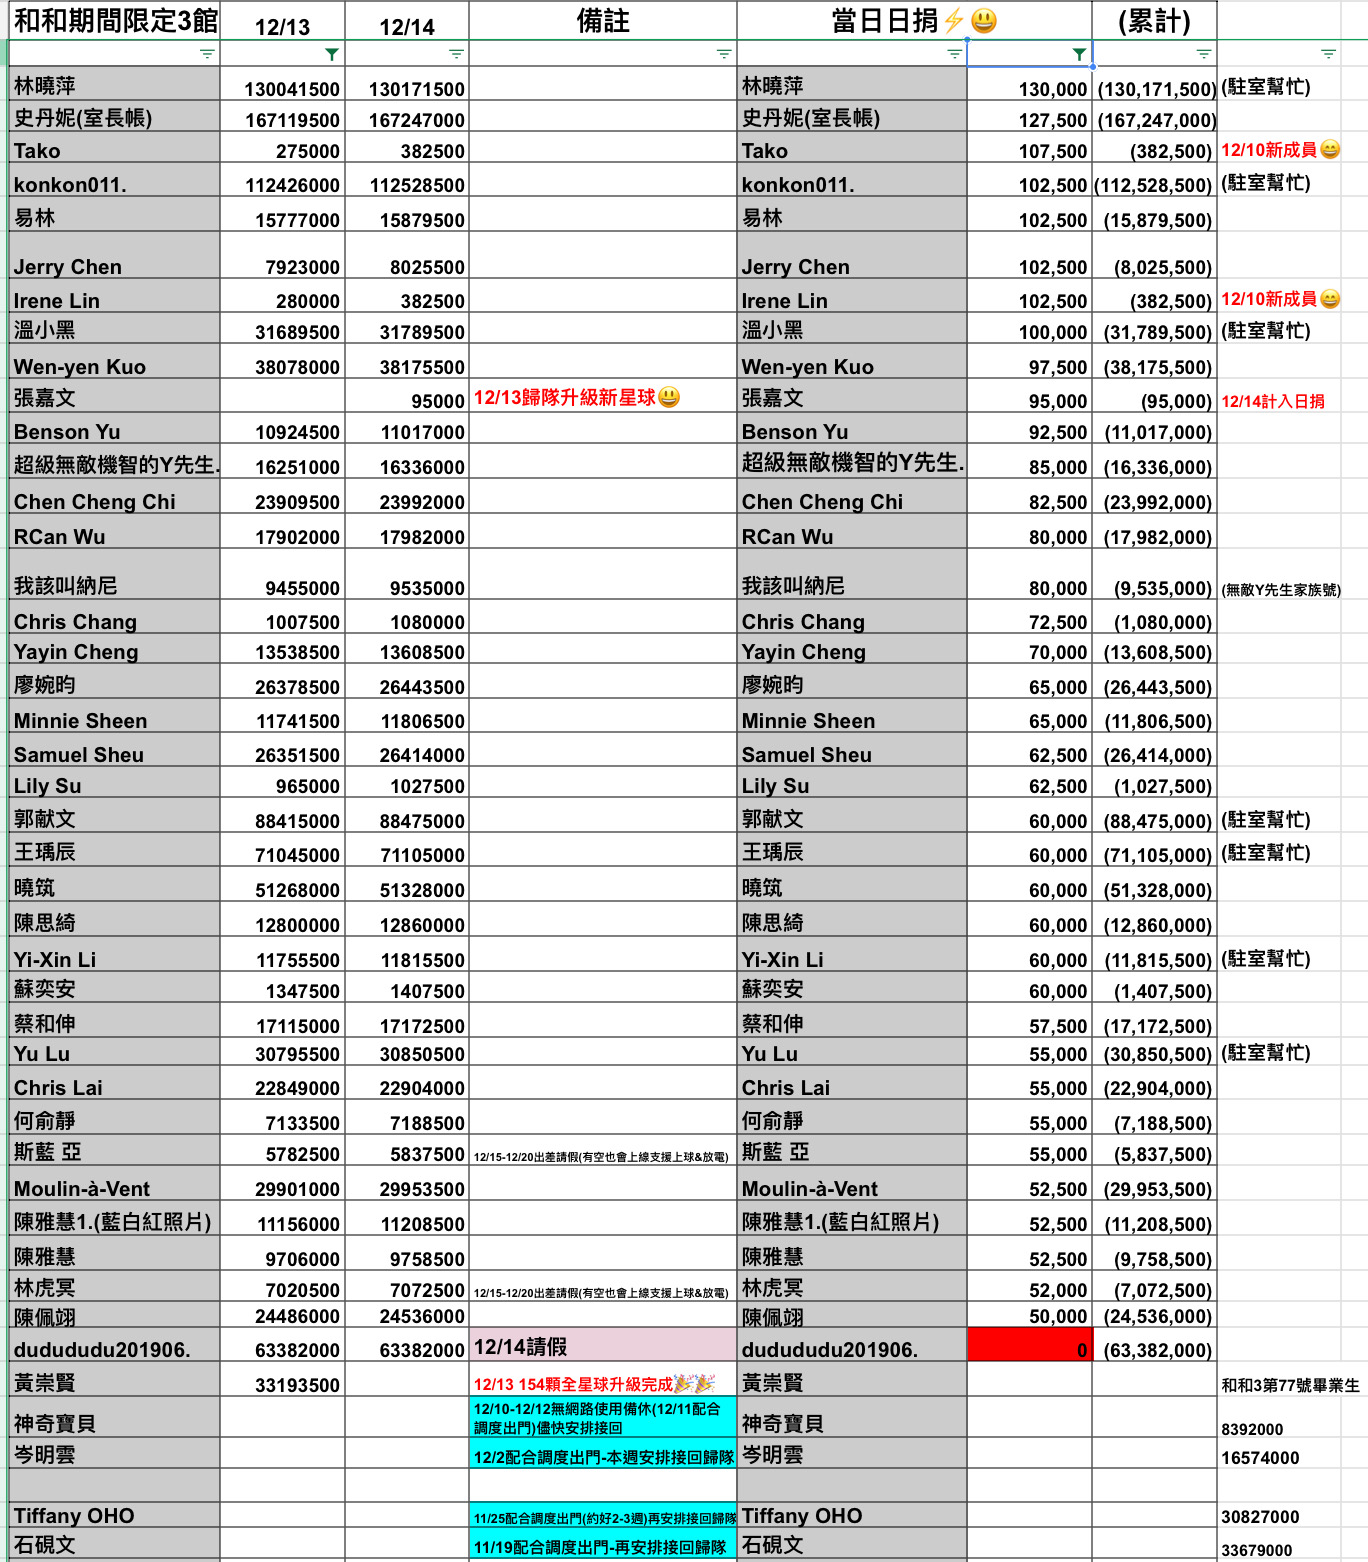 和和期間限定3館 12/13 12/14 備註 當日日捐⚡😃 (累計)
林曉萍 130041500 130171500 林曉萍 130,000 (130,171,500) (駐室幫忙)
史丹妮(室長帳) 167119500 167247000 史丹妮(室長帳) 127,500 (167,247,000)
Tako 275000 382500 Tako 107,500 (382,500) 12/10新成員😄
konkon011. 112426000 112528500 konkon011. 102,500 (112,528,500) (駐室幫忙)
易林 15777000 15879500 易林 102,500 (15,879,500)
Jerry Chen 7923000 8025500 Jerry Chen 102,500 (8,025,500)
Irene Lin 280000 382500 Irene Lin 102,500 (382,500) 12/10新成員😄
溫小黑 31689500 31789500 溫小黑 100,000 (31,789,500) (駐室幫忙)
Wen-yen Kuo 38078000 38175500 Wen-yen Kuo 97,500 (38,175,500)
張嘉文 95000 12/13歸隊升級新星球😃 張嘉文 95,000 (95,000) 12/14計入日捐
Benson Yu 10924500 11017000 Benson Yu 92,500 (11,017,000)
超級無敵機智的Y先生. 16251000 16336000 超級無敵機智的Y先生. 85,000 (16,336,000)
Chen Cheng Chi 23909500 23992000 Chen Cheng Chi 82,500 (23,992,000)
RCan Wu 17902000 17982000 RCan Wu 80,000 (17,982,000)
我該叫納尼 9455000 9535000 我該叫納尼 80,000 (9,535,000) (無敵Y先生家族號)
Chris Chang 1007500 1080000 Chris Chang 72,500 (1,080,000)
Yayin Cheng 13538500 13608500 Yayin Cheng 70,000 (13,608,500)
廖婉昀 26378500 26443500 廖婉昀 65,000 (26,443,500)
Minnie Sheen 11741500 11806500 Minnie Sheen 65,000 (11,806,500)
Samuel Sheu 26351500 26414000 Samuel Sheu 62,500 (26,414,000)
Lily Su 965000 1027500 Lily Su 62,500 (1,027,500)
郭献文 88415000 88475000 郭献文 60,000 (88,475,000) (駐室幫忙)
王瑀辰 71045000 71105000 王瑀辰 60,000 (71,105,000) (駐室幫忙)
曉筑 51268000 51328000 曉筑 60,000 (51,328,000)
陳思綺 12800000 12860000 陳思綺 60,000 (12,860,000)
Yi-Xin Li 11755500 11815500 Yi-Xin Li 60,000 (11,815,500) (駐室幫忙)
蘇奕安 1347500 1407500 蘇奕安 60,000 (1,407,500)
蔡和伸 17115000 17172500 蔡和伸 57,500 (17,172,500)
Yu Lu 30795500 30850500 Yu Lu 55,000 (30,850,500) (駐室幫忙)
Chris Lai 22849000 22904000 Chris Lai 55,000 (22,904,000)
何俞靜 7133500 7188500 何俞靜 55,000 (7,188,500)
斯藍 亞 5782500 5837500 12/15-12/20出差請假(有空也會上線支援上球&放電) 斯藍 亞 55,000 (5,837,500)
Moulin-à-Vent 29901000 29953500 Moulin-à-Vent 52,500 (29,953,500)
陳雅慧1.(藍白紅照片) 11156000 11208500 陳雅慧1.(藍白紅照片) 52,500 (11,208,500)
陳雅慧 9706000 9758500 陳雅慧 52,500 (9,758,500)
林虎冥 7020500 7072500 12/15-12/20出差請假(有空也會上線支援上球&放電) 林虎冥 52,000 (7,072,500)
陳佩翊 24486000 24536000 陳佩翊 50,000 (24,536,000)
dudududu201906. 63382000 63382000 12/14請假 dudududu201906. 0 (63,382,000)
黃崇賢 33193500 12/13 154顆全星球升級完成🎉🎉 黃崇賢 和和3第77號畢業生
神奇寶貝 12/10-12/12無網路使用備休(12/11配合
調度出門)儘快安排接回 神奇寶貝 8392000
岑明雲 12/2配合調度出門-本週安排接回歸隊 岑明雲 16574000
Tiffany OHO 11/25配合調度出門(約好2-3週)再安排接回歸隊 Tiffany OHO 30827000
石硯文 11/19配合調度出門-再安排接回歸隊 石硯文 33679000